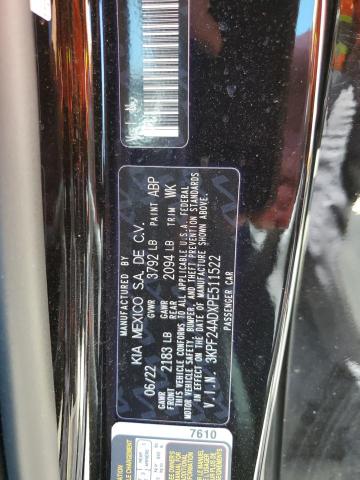 MANUFACTURED BY
KIA MEXICO S.A. DE C.V.
06/22 GVWR 3792 LB PAINT ABP
GAWR FRONT 2183 LB GAWR REAR 2094 LB TRIM WK
THIS VEHICLE CONFORMS TO ALL APPLICABLE U.S.A. FEDERAL
MOTOR VEHICLE SAFETY, BUMPER, AND THEFT PREVENTION STANDARDS
IN EFFECT ON THE DATE OF MANUFACTURE SHOWN ABOVE.
V.I.N. 3KPF24ADXPE511522
PASSENGER CAR
7610